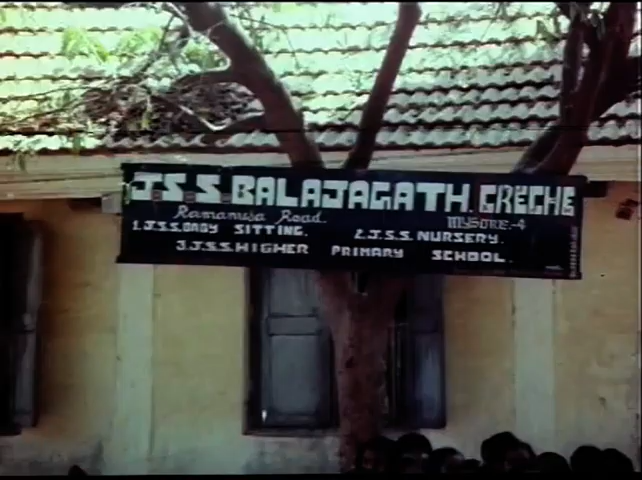 J.S.S. BALAJAGATH. CRECHE
Ramanuja Road. MYSORE-4
1.J.S.S.BABY SITTING. 2.J.S.S.NURSERY.
3.J.S.S.HIGHER PRIMARY SCHOOL.